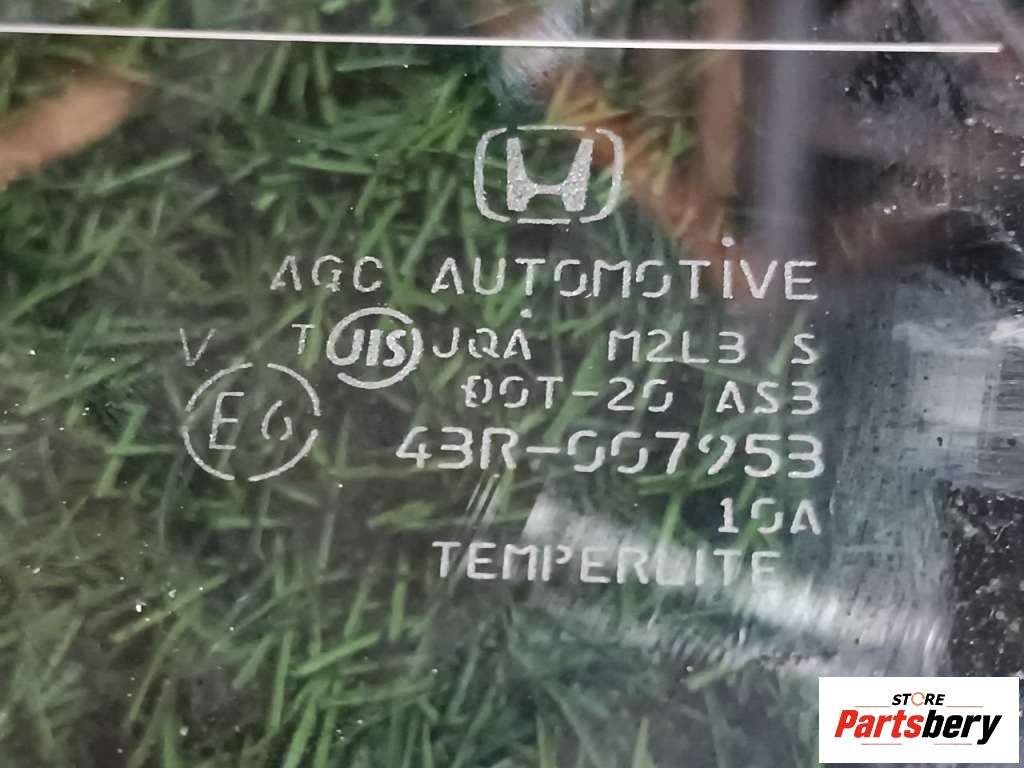 AGC AUTOMOTIVE
V T JIS JQA M2L3 S
DOT-20 AS3
E6 43R-007953
10A
TEMPERLITE
STORE
Partsbery